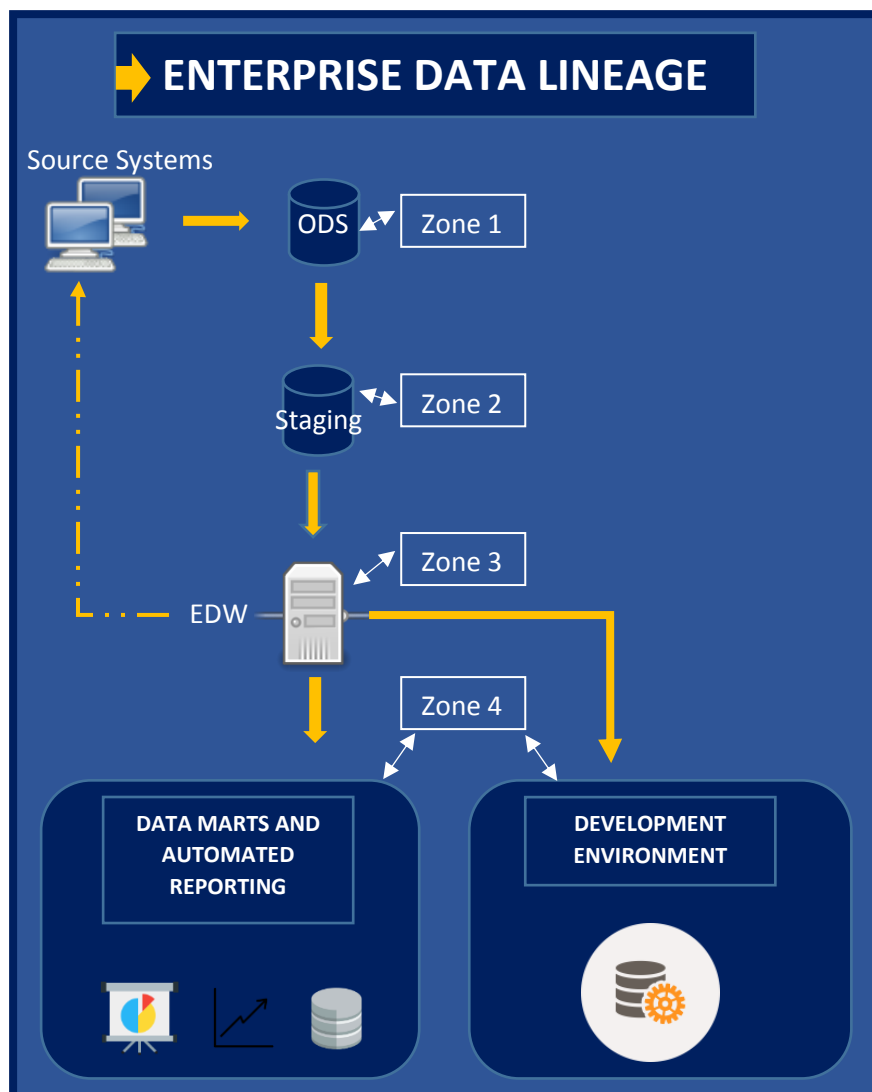 ENTERPRISE DATA LINEAGE
Source Systems
ODS
Zone 1
Staging
Zone 2
Zone 3
EDW
Zone 4
DATA MARTS AND
AUTOMATED
REPORTING
DEVELOPMENT
ENVIRONMENT